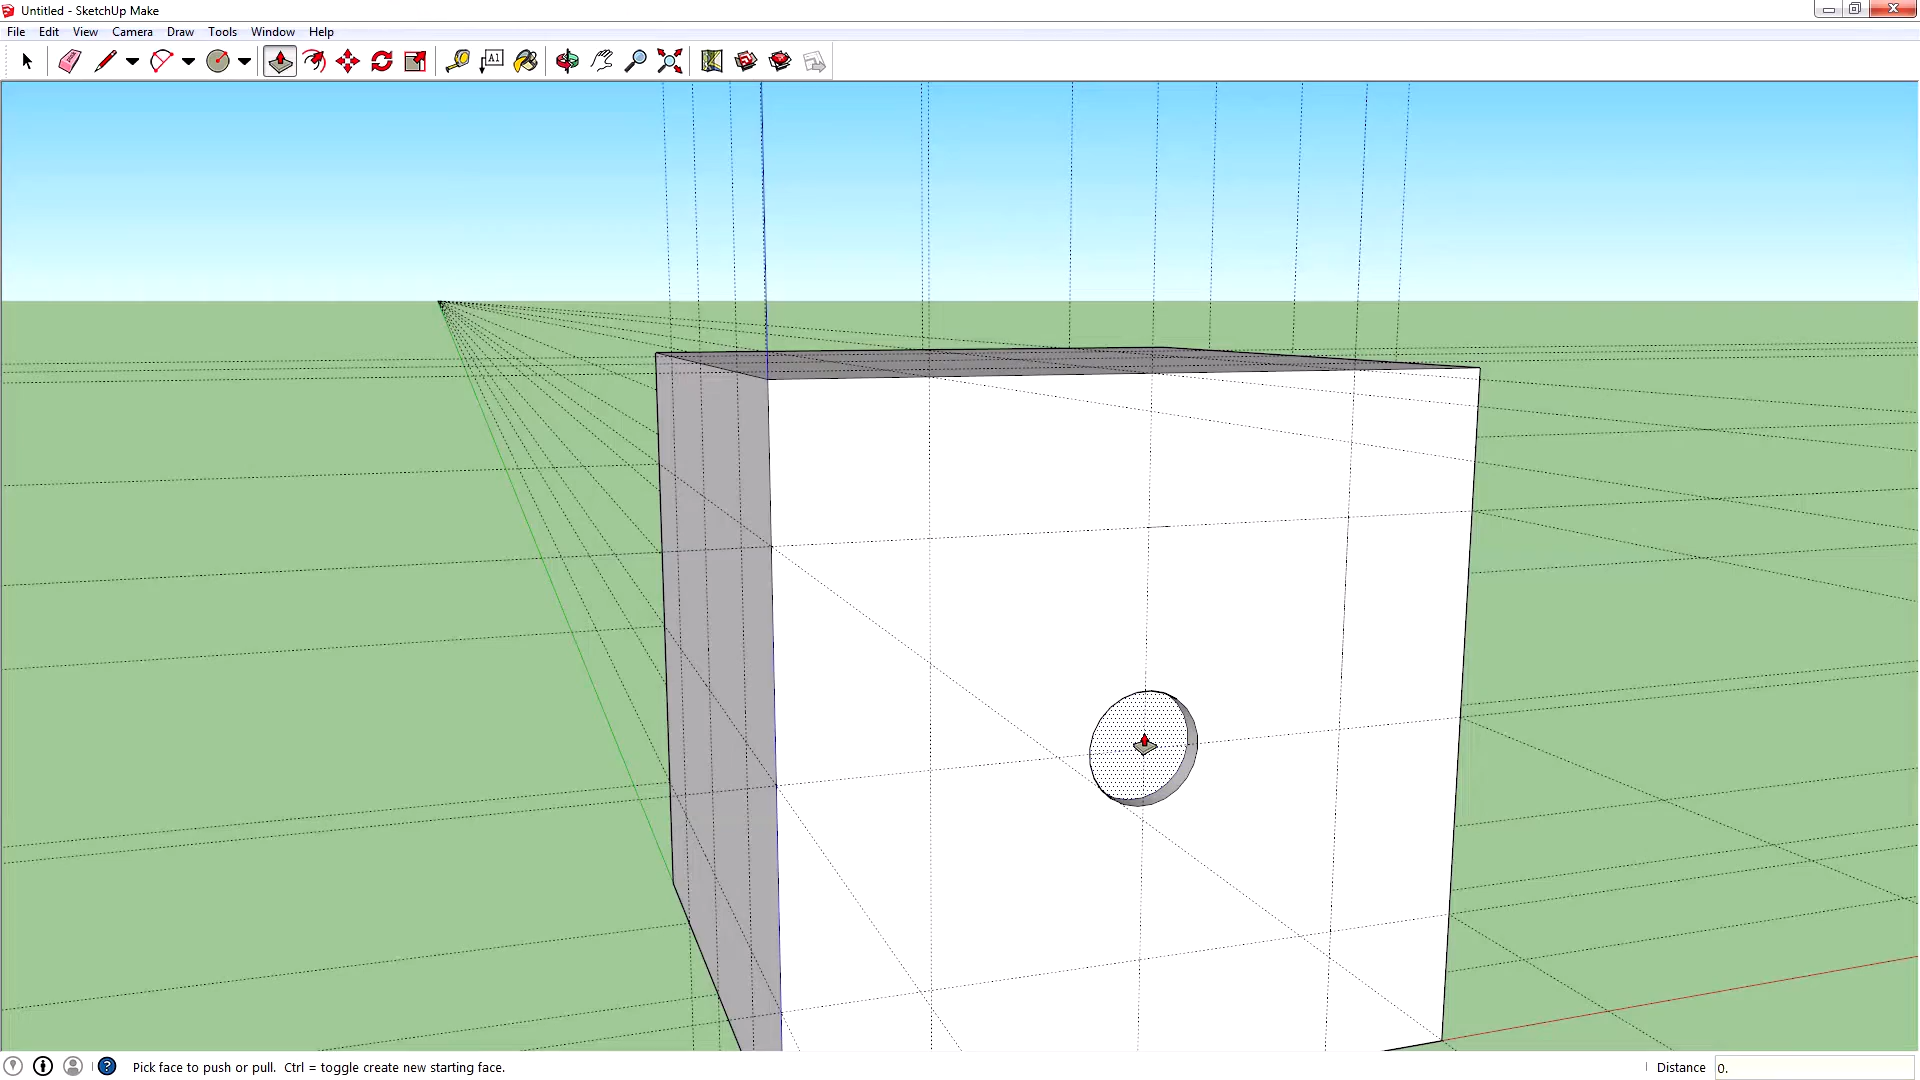 Untitled - SketchUp Make
File Edit View Camera Draw Tools Window Help
A1
Pick face to push or pull. Ctrl = toggle create new starting face.
Distance 0.